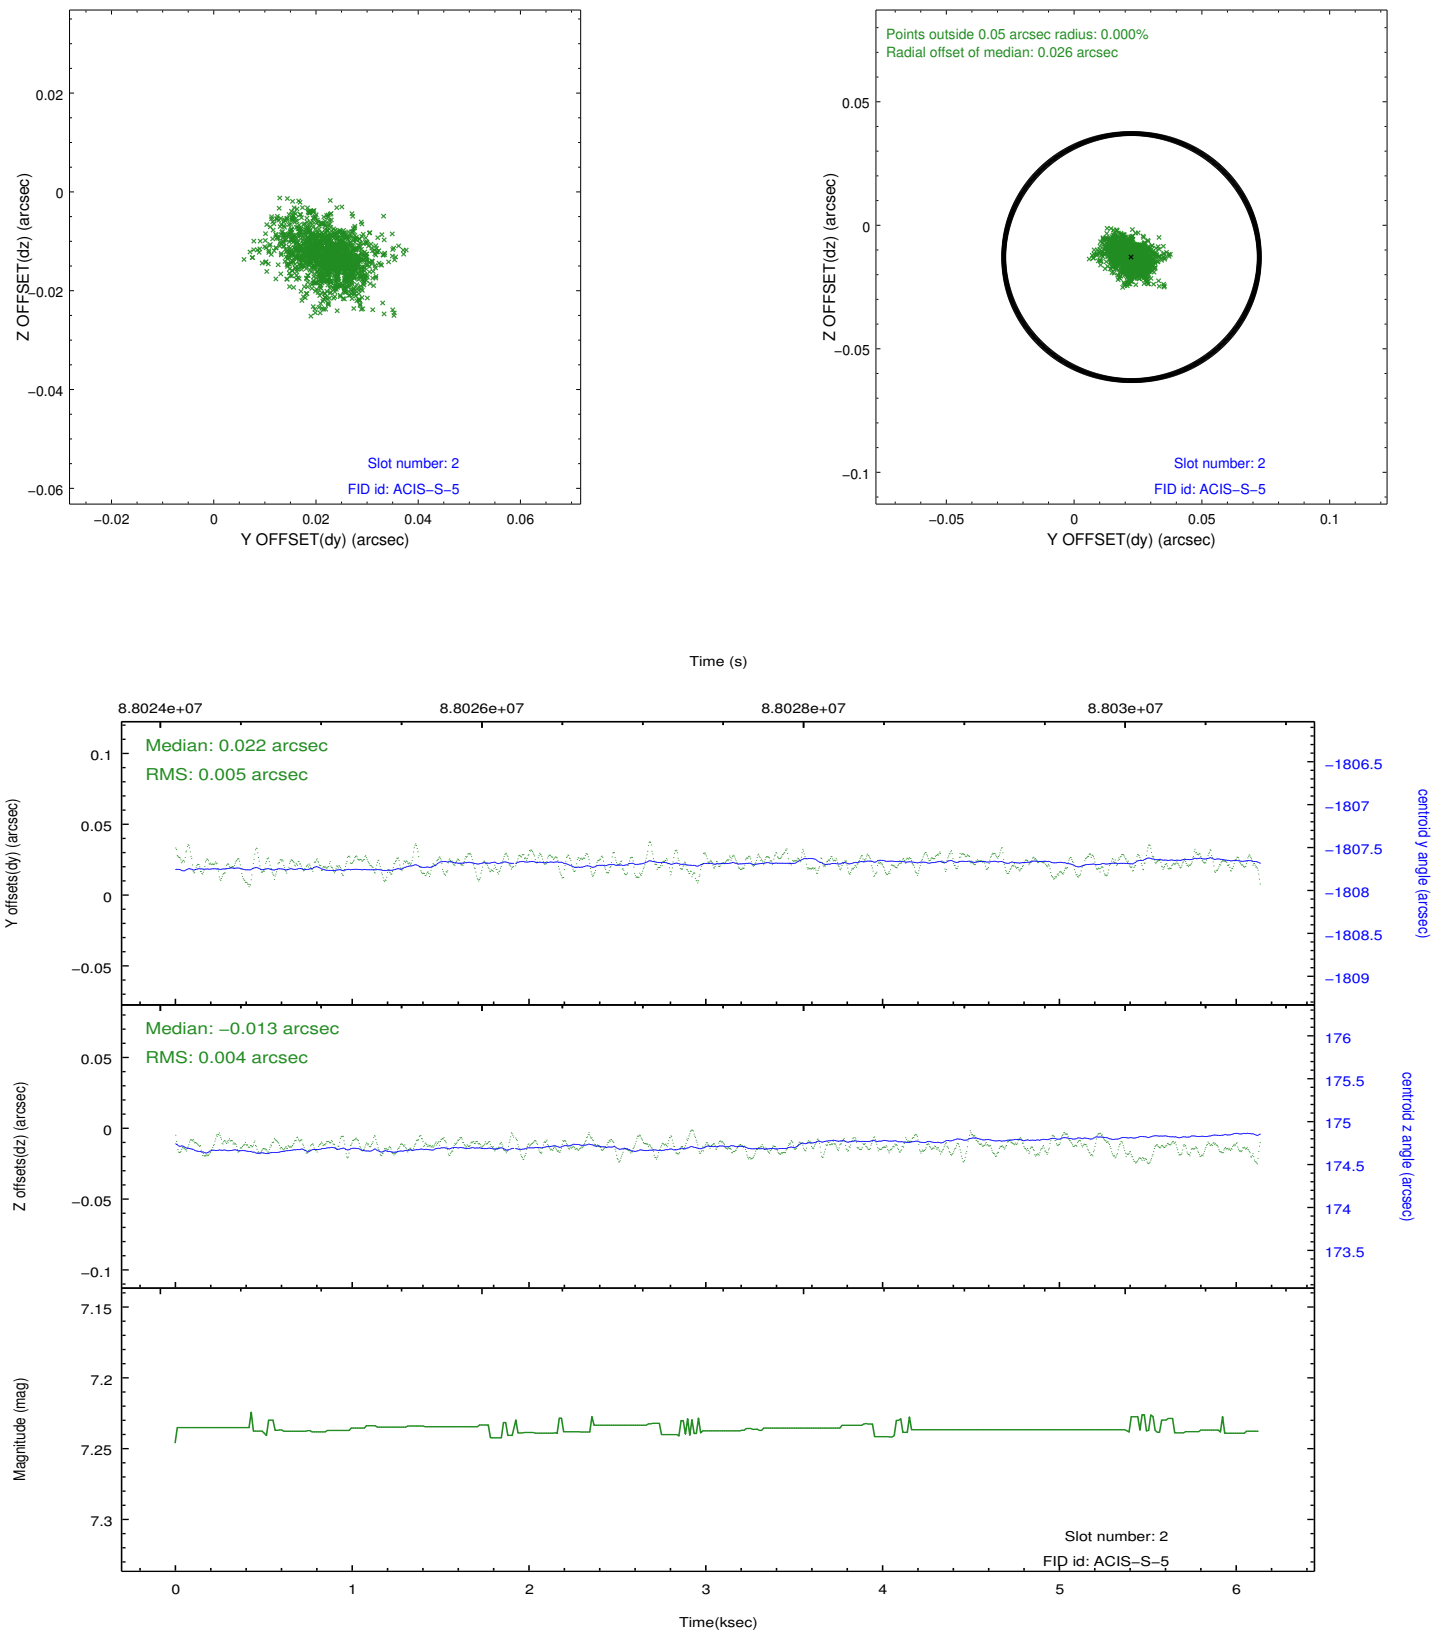 0.02
0
−0.02
−0.04
−0.06
Z OFFSET(dz) (arcsec)
Slot number: 2
FID id: ACIS−S−5
−0.02 0 0.02 0.04 0.06
Y OFFSET(dy) (arcsec)
Points outside 0.05 arcsec radius: 0.000%
Radial offset of median: 0.026 arcsec
0.05
0
−0.05
−0.1
Z OFFSET(dz) (arcsec)
Slot number: 2
FID id: ACIS−S−5
−0.05 0 0.05 0.1
Y OFFSET(dy) (arcsec)
Time (s)
8.8024e+07 8.8026e+07 8.8028e+07 8.803e+07
Median: 0.022 arcsec
RMS: 0.005 arcsec
0.1
0.05
0
−0.05
Y offsets(dy) (arcsec)
−1806.5
−1807
−1807.5
−1808
−1808.5
−1809
centroid y angle (arcsec)
Median: −0.013 arcsec
RMS: 0.004 arcsec
0.05
0
−0.05
−0.1
Z offsets(dz) (arcsec)
176
175.5
175
174.5
174
173.5
centroid z angle (arcsec)
7.15
7.2
7.25
7.3
Magnitude (mag)
Slot number: 2
FID id: ACIS−S−5
0 1 2 3 4 5 6
Time(ksec)